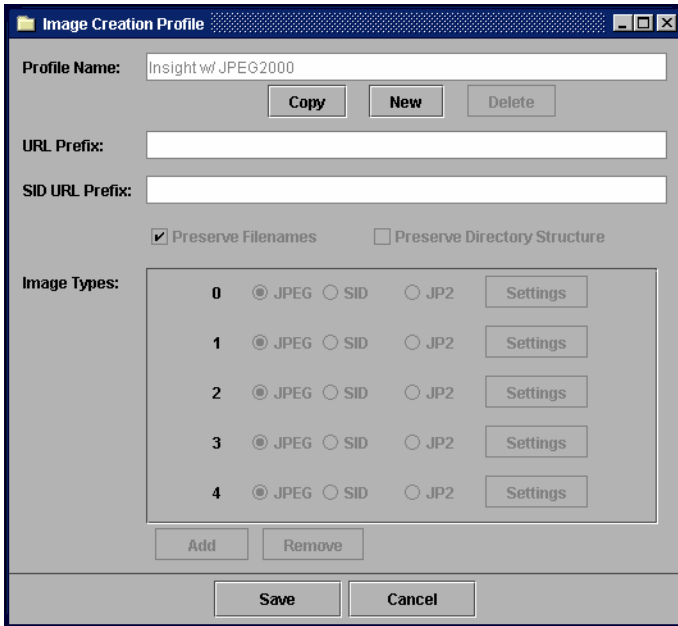 Image Creation Profile
Profile Name: Insight w/ JPEG2000
Copy New Delete
URL Prefix:
SID URL Prefix:
Preserve Filenames Preserve Directory Structure
Image Types:
0 JPEG SID JP2 Settings
1 JPEG SID JP2 Settings
2 JPEG SID JP2 Settings
3 JPEG SID JP2 Settings
4 JPEG SID JP2 Settings
Add Remove
Save Cancel